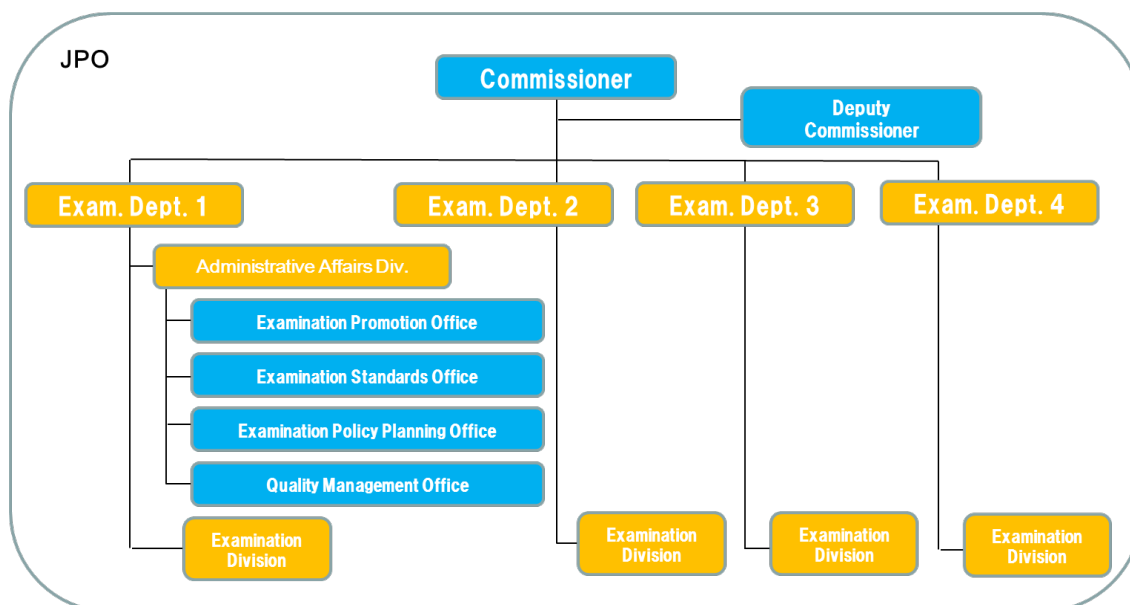 JPO
Commissioner
Deputy
Commissioner
Exam. Dept. 1
Exam. Dept. 2
Exam. Dept. 3
Exam. Dept. 4
Administrative Affairs Div.
Examination Promotion Office
Examination Standards Office
Examination Policy Planning Office
Quality Management Office
Examination
Division
Examination
Division
Examination
Division
Examination
Division